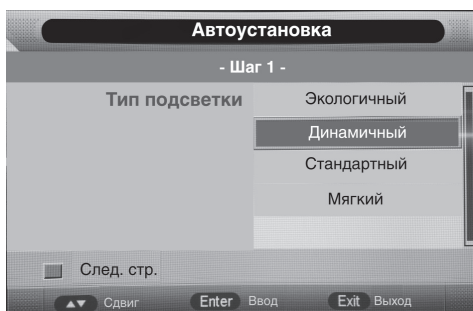 Автоустановка
- Шаг 1 -
Тип подсветки Экологичный
Динамичный
Стандартный
Мягкий
След. стр.
▲▼ Сдвиг Enter Ввод Exit Выход